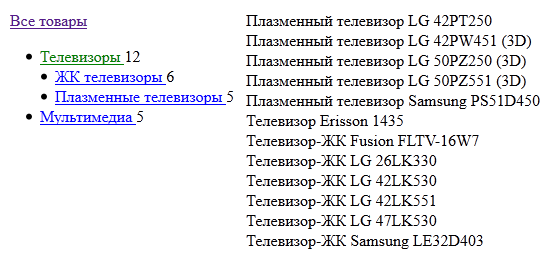 Все товары
Телевизоры 12
ЖК телевизоры 6
Плазменные телевизоры 5
Мультимедиа 5
Плазменный телевизор LG 42PT250
Плазменный телевизор LG 42PW451 (3D)
Плазменный телевизор LG 50PZ250 (3D)
Плазменный телевизор LG 50PZ551 (3D)
Плазменный телевизор Samsung PS51D450
Телевизор Erisson 1435
Телевизор-ЖК Fusion FLTV-16W7
Телевизор-ЖК LG 26LK330
Телевизор-ЖК LG 42LK530
Телевизор-ЖК LG 42LK551
Телевизор-ЖК LG 47LK530
Телевизор-ЖК Samsung LE32D403